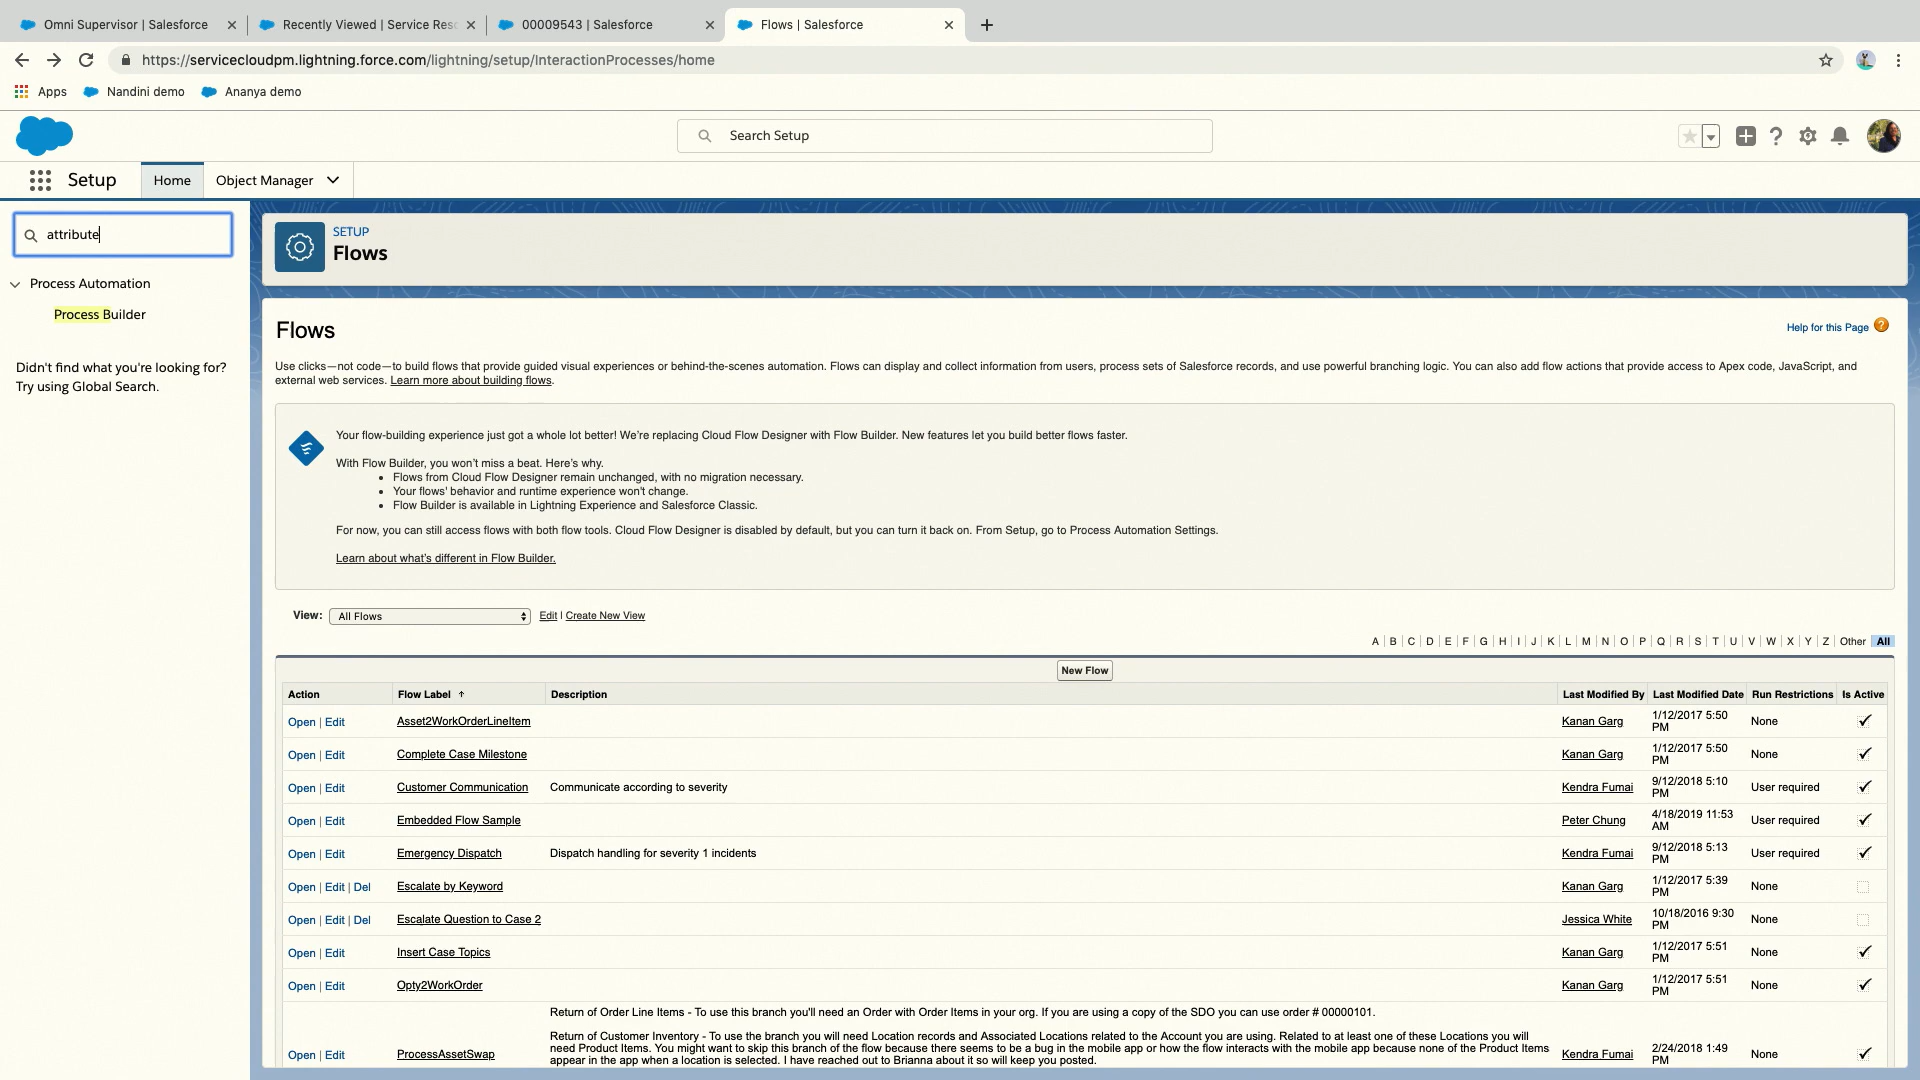 Omni Supervisor | Salesforce
Recently Viewed | Service Res
00009543 | Salesforce
Flows | Salesforce
https://servicecloudpm.lightning.force.com/lightning/setup/InteractionProcesses/home
Apps
Nandini demo
Ananya demo
Search Setup
Setup
Home
Object Manager
attribute
SETUP
Flows
Process Automation
Process Builder
Didn't find what you're looking for?
Try using Global Search.
Flows
Help for this Page
Use clicks—not code—to build flows that provide guided visual experiences or behind-the-scenes automation. Flows can display and collect information from users, process sets of Salesforce records, and use powerful branching logic. You can also add flow actions that provide access to Apex code, JavaScript, and
external web services. Learn more about building flows.
Your flow-building experience just got a whole lot better! We're replacing Cloud Flow Designer with Flow Builder. New features let you build better flows faster.
With Flow Builder, you won't miss a beat. Here's why.
• Flows from Cloud Flow Designer remain unchanged, with no migration necessary.
• Your flows' behavior and runtime experience won't change.
• Flow Builder is available in Lightning Experience and Salesforce Classic.
For now, you can still access flows with both flow tools. Cloud Flow Designer is disabled by default, but you can turn it back on. From Setup, go to Process Automation Settings.
Learn about what's different in Flow Builder.
View: All Flows Edit | Create New View
A | B | C | D | E | F | G | H | I | J | K | L | M | N | O | P | Q | R | S | T | U | V | W | X | Y | Z | Other All
New Flow
Action Flow Label ↑ Description Last Modified By Last Modified Date Run Restrictions Is Active
Open | Edit Asset2WorkOrderLineItem Kanan Garg 1/12/2017 5:50 PM None
Open | Edit Complete Case Milestone Kanan Garg 1/12/2017 5:50 PM None
Open | Edit Customer Communication Communicate according to severity Kendra Fumai 9/12/2018 5:10 PM User required
Open | Edit Embedded Flow Sample Peter Chung 4/18/2019 11:53 AM User required
Open | Edit Emergency Dispatch Dispatch handling for severity 1 incidents Kendra Fumai 9/12/2018 5:13 PM User required
Open | Edit | Del Escalate by Keyword Kanan Garg 1/12/2017 5:39 PM None
Open | Edit | Del Escalate Question to Case 2 Jessica White 10/18/2016 9:30 PM None
Open | Edit Insert Case Topics Kanan Garg 1/12/2017 5:51 PM None
Open | Edit Opty2WorkOrder Kanan Garg 1/12/2017 5:51 PM None
Return of Order Line Items - To use this branch you'll need an Order with Order Items in your org. If you are using a copy of the SDO you can use order # 00000101.
Return of Customer Inventory - To use the branch you will need Location records and Associated Locations related to the Account you are using. Related to at least one of these Locations you will
need Product Items. You might want to skip this branch of the flow because there seems to be a bug in the mobile app or how the flow interacts with the mobile app because none of the Product Items
appear in the app when a location is selected. I have reached out to Brianna about it so will keep you posted.
Open | Edit ProcessAssetSwap Kendra Fumai 2/24/2018 1:49 PM None